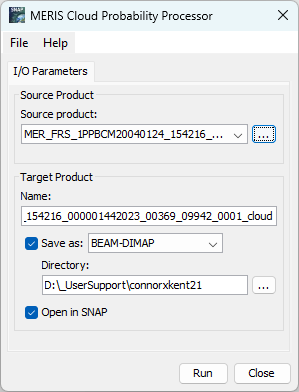 SNAP
MERIS Cloud Probability Processor
File Help
I/O Parameters
Source Product
Source product:
MER_FRS_1PPBCM20040124_154216_... ...
Target Product
Name:
_154216_000001442023_00369_09942_0001_cloud
Save as: BEAM-DIMAP
Directory:
D:\_UserSupport\connorxkent21 ...
Open in SNAP
Run Close